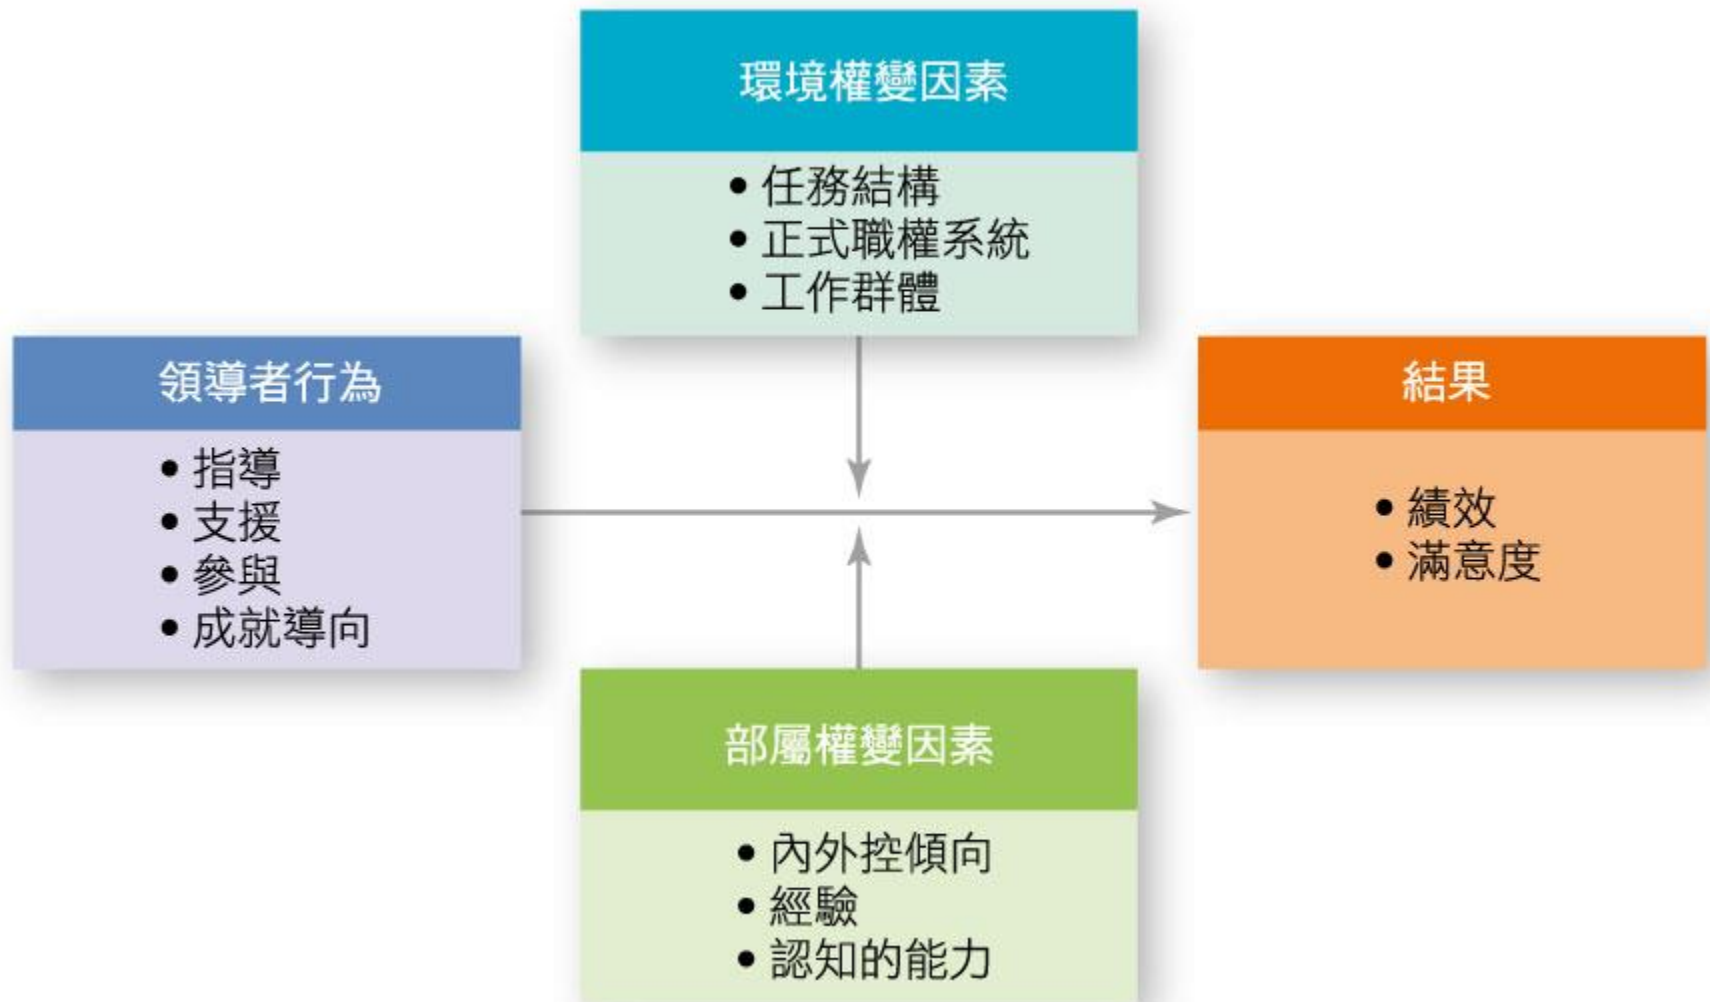 環境權變因素
• 任務結構
• 正式職權系統
• 工作群體
領導者行為
• 指導
• 支援
• 參與
• 成就導向
結果
• 績效
• 滿意度
部屬權變因素
• 內外控傾向
• 經驗
• 認知的能力